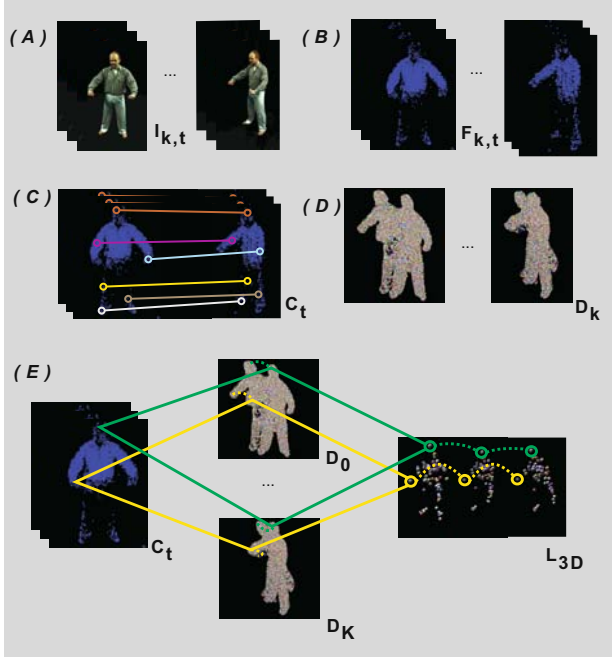 (A)
...
I k,t
(B)
...
F k,t
(C)
C t
(D)
...
D k
(E)
D 0
...
C t
D K
L 3D